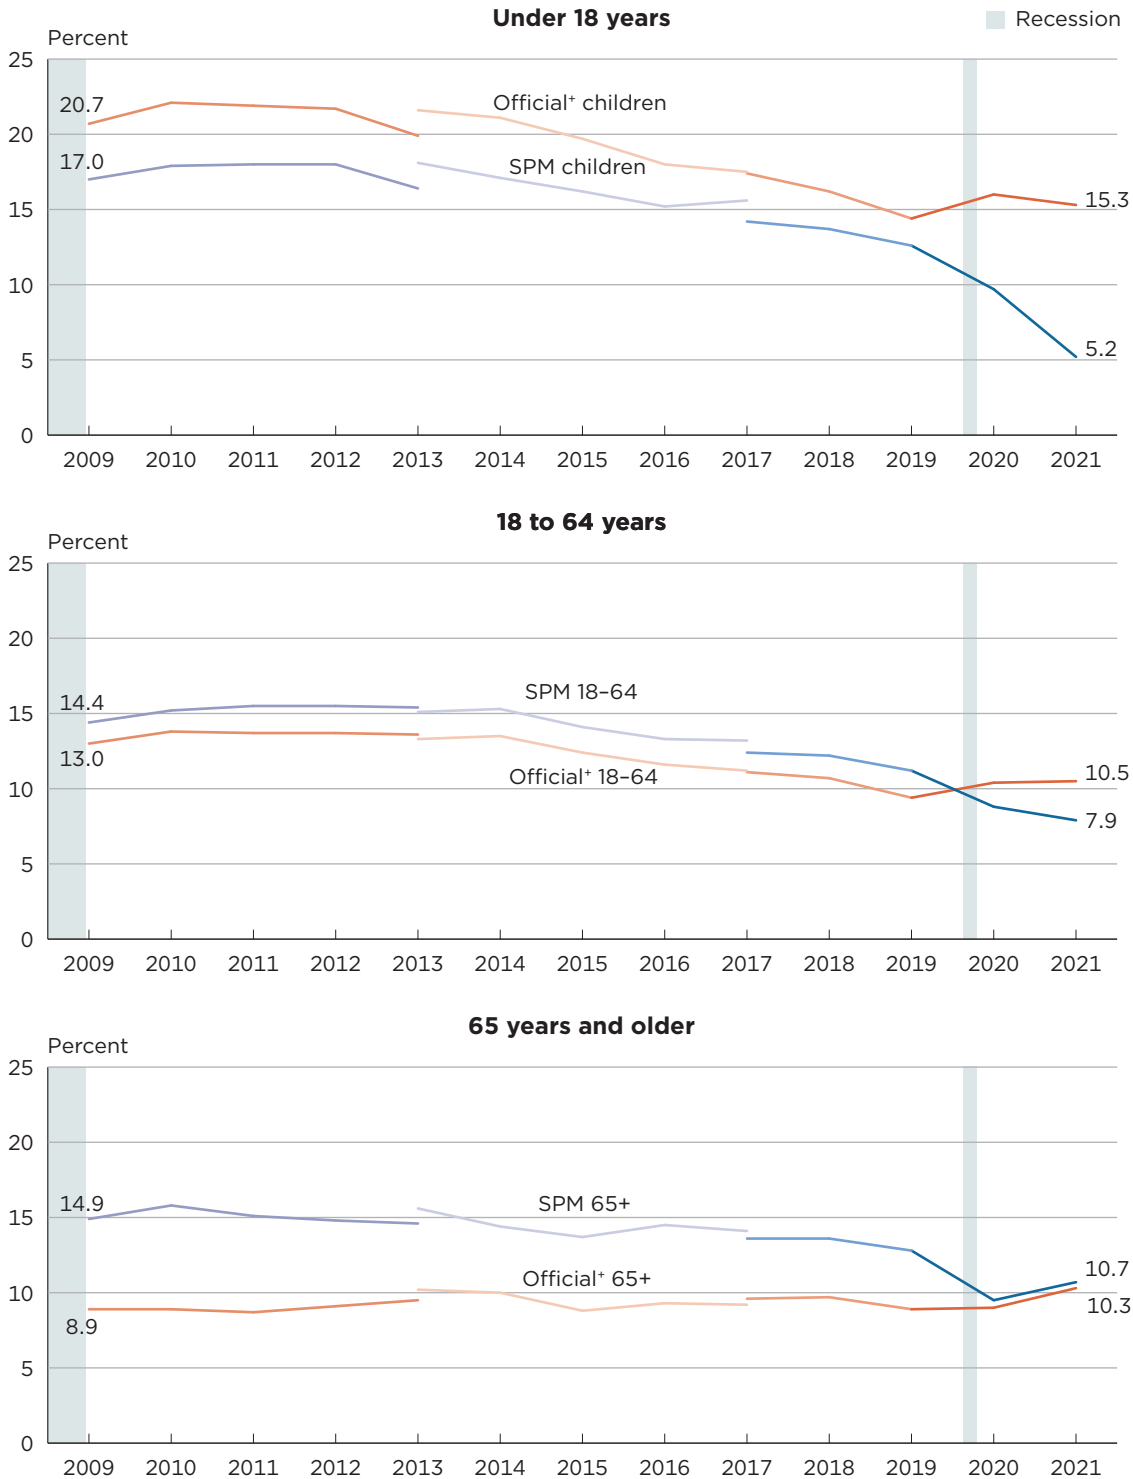 Under 18 years
Recession
Percent
25
20
15
10
5
0
20.7
17.0
Official⁺ children
SPM children
15.3
5.2
2009 2010 2011 2012 2013 2014 2015 2016 2017 2018 2019 2020 2021
18 to 64 years
Percent
25
20
15
10
5
0
14.4
13.0
SPM 18–64
Official⁺ 18–64
10.5
7.9
2009 2010 2011 2012 2013 2014 2015 2016 2017 2018 2019 2020 2021
65 years and older
Percent
25
20
15
10
5
0
14.9
8.9
SPM 65+
Official⁺ 65+
10.7
10.3
2009 2010 2011 2012 2013 2014 2015 2016 2017 2018 2019 2020 2021